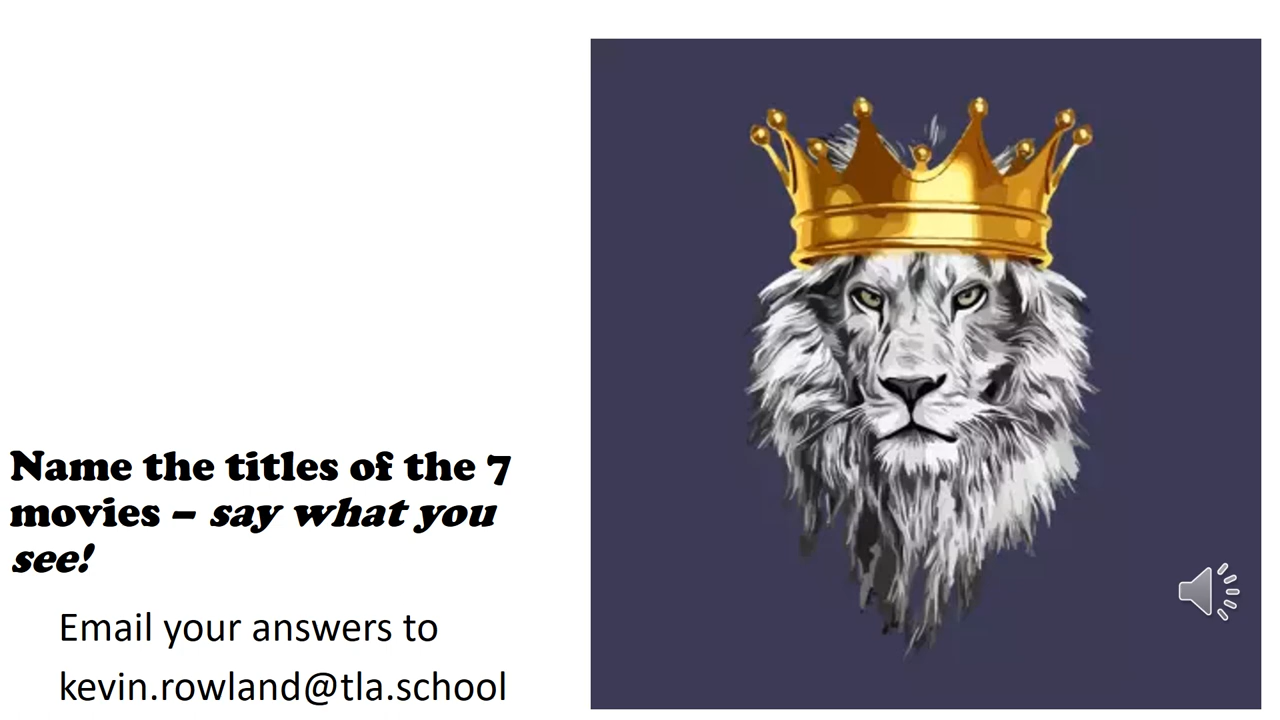 Name the titles of the 7
movies – say what you
see!
Email your answers to
kevin.rowland@tla.school